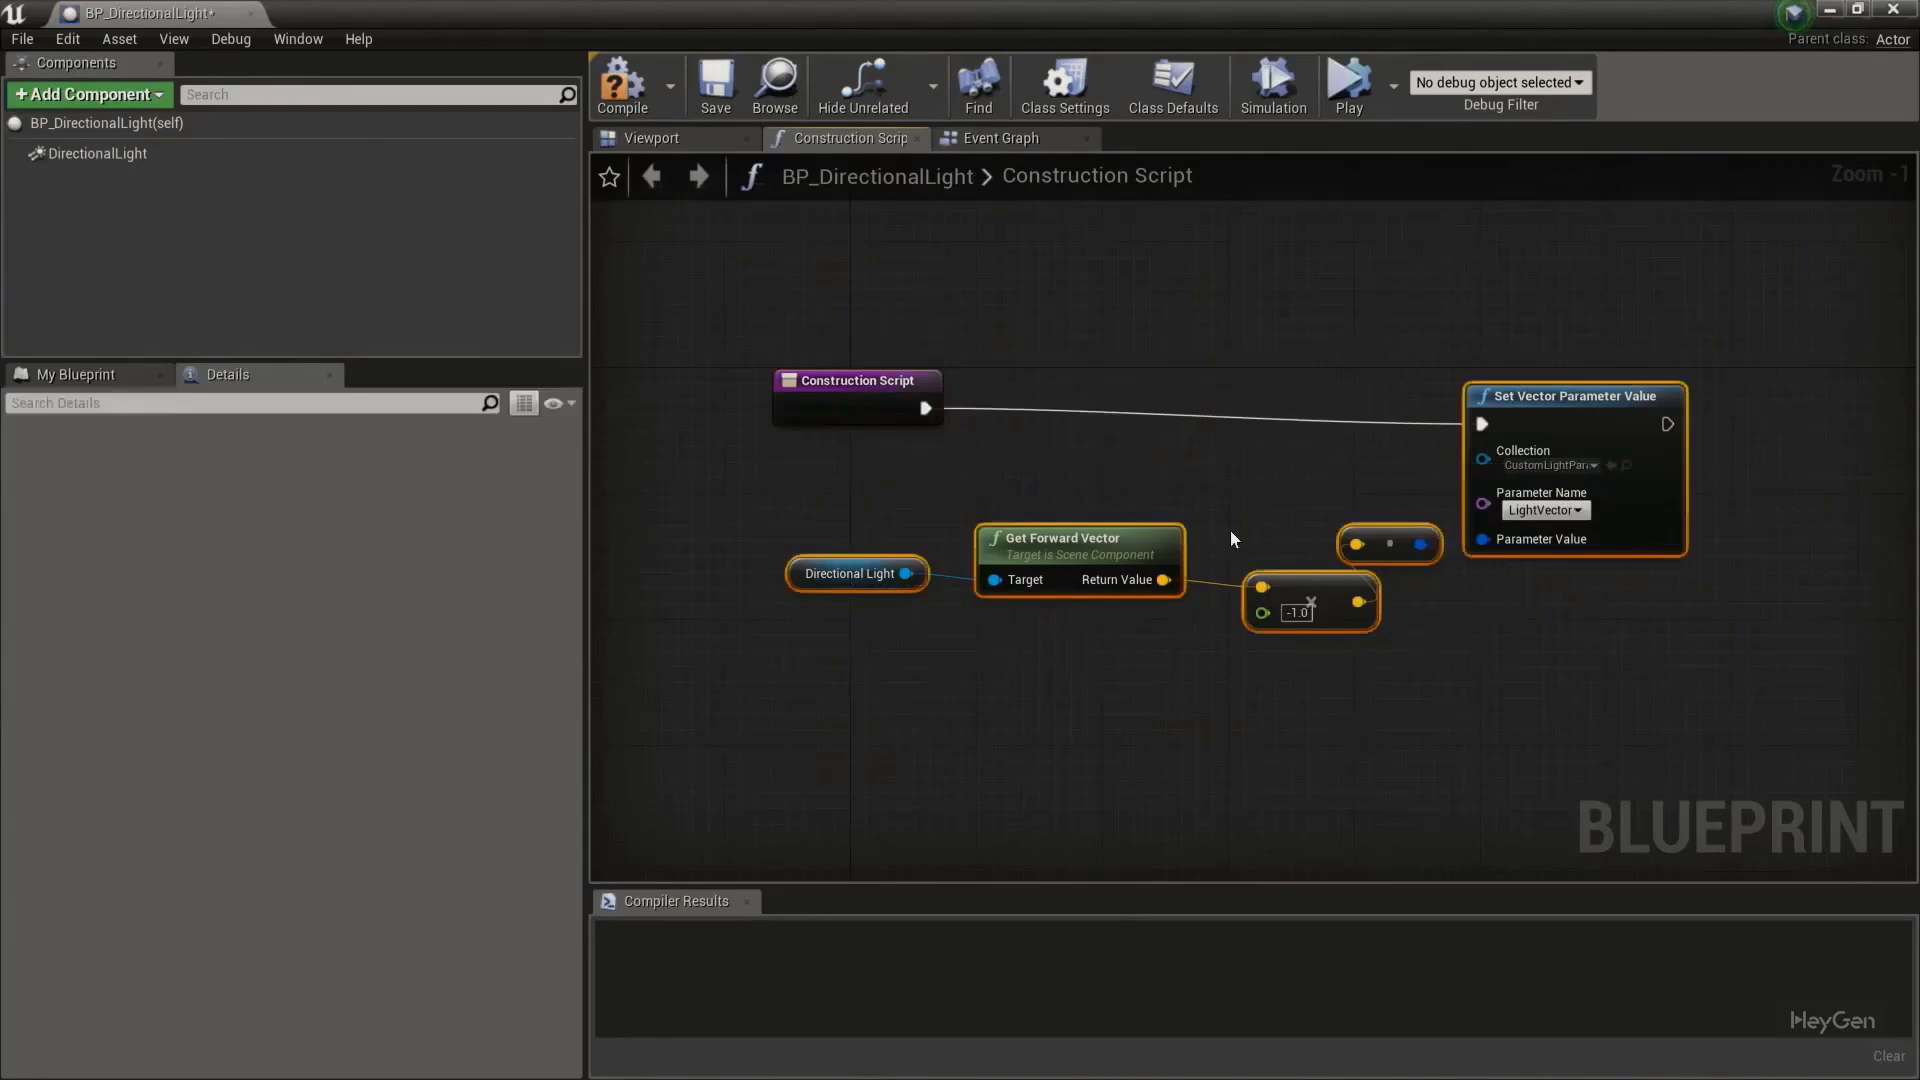 BP_DirectionalLight*
File Edit Asset View Debug Window Help
Parent class: Actor
Components
+Add Component
Search
BP_DirectionalLight(self)
DirectionalLight
Compile
Save
Browse
Hide Unrelated
Find
Class Settings
Class Defaults
Simulation
Play
No debug object selected
Debug Filter
Viewport
Construction Scrip
Event Graph
BP_DirectionalLight > Construction Script
Zoom -1
My Blueprint
Details
Search Details
Construction Script
Set Vector Parameter Value
Collection
CustomLightPar
Parameter Name
LightVector
Parameter Value
Get Forward Vector
Target is Scene Component
Target
Return Value
Directional Light
-1.0
BLUEPRINT
Compiler Results
HeyGen
Clear